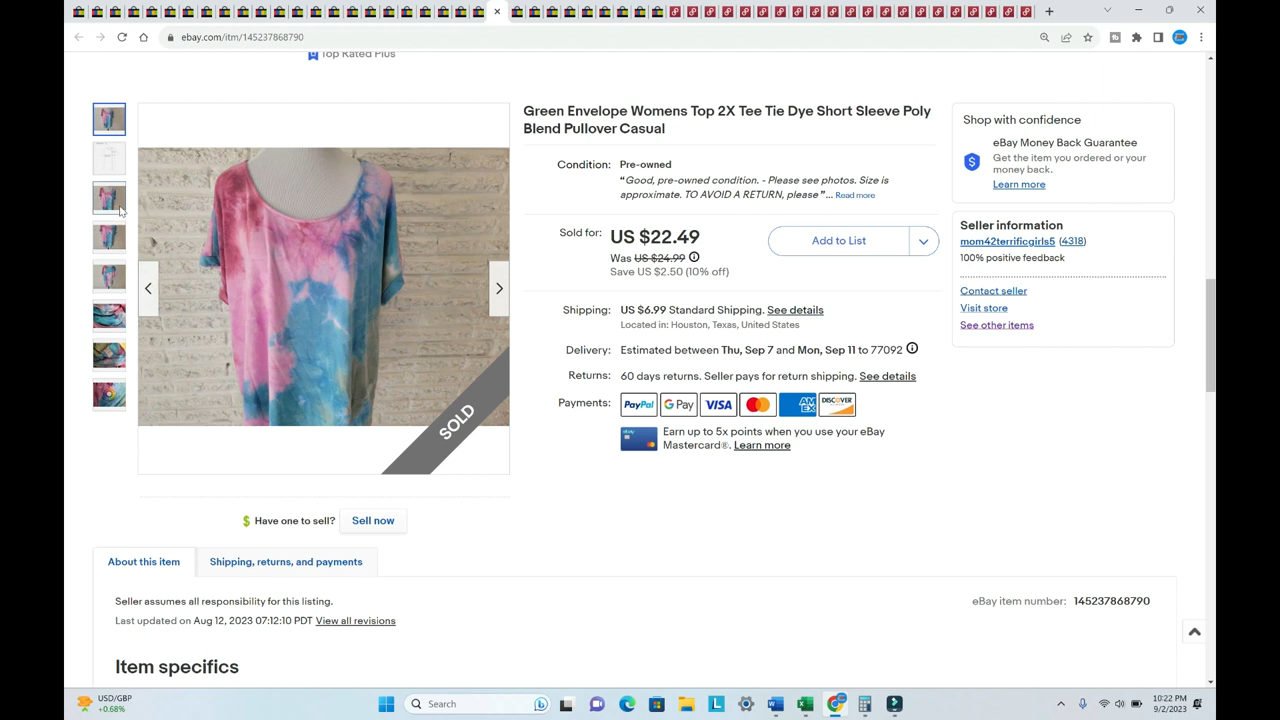 ebay.com/itm/145237868790
Top Rated Plus
Green Envelope Womens Top 2X Tee Tie Dye Short Sleeve Poly
Blend Pullover Casual
Condition: Pre-owned
“Good, pre-owned condition. - Please see photos. Size is
approximate. TO AVOID A RETURN, please ”... Read more
Sold for: US $22.49
Was US $24.99
Save US $2.50 (10% off)
Add to List
Shipping: US $6.99 Standard Shipping. See details
Located in: Houston, Texas, United States
Delivery: Estimated between Thu, Sep 7 and Mon, Sep 11 to 77092
Returns: 60 days returns. Seller pays for return shipping. See details
Payments: PayPal G Pay VISA MasterCard AM EX DISCOVER
Earn up to 5x points when you use your eBay
Mastercard®. Learn more
SOLD
Shop with confidence
eBay Money Back Guarantee
Get the item you ordered or your
money back.
Learn more
Seller information
mom42terrificgirls5 (4318)
100% positive feedback
Contact seller
Visit store
See other items
Have one to sell? Sell now
About this item
Shipping, returns, and payments
Seller assumes all responsibility for this listing.
Last updated on Aug 12, 2023 07:12:10 PDT View all revisions
eBay item number: 145237868790
Item specifics
USD/GBP
+0.68%
Search
10:22 PM
9/2/2023